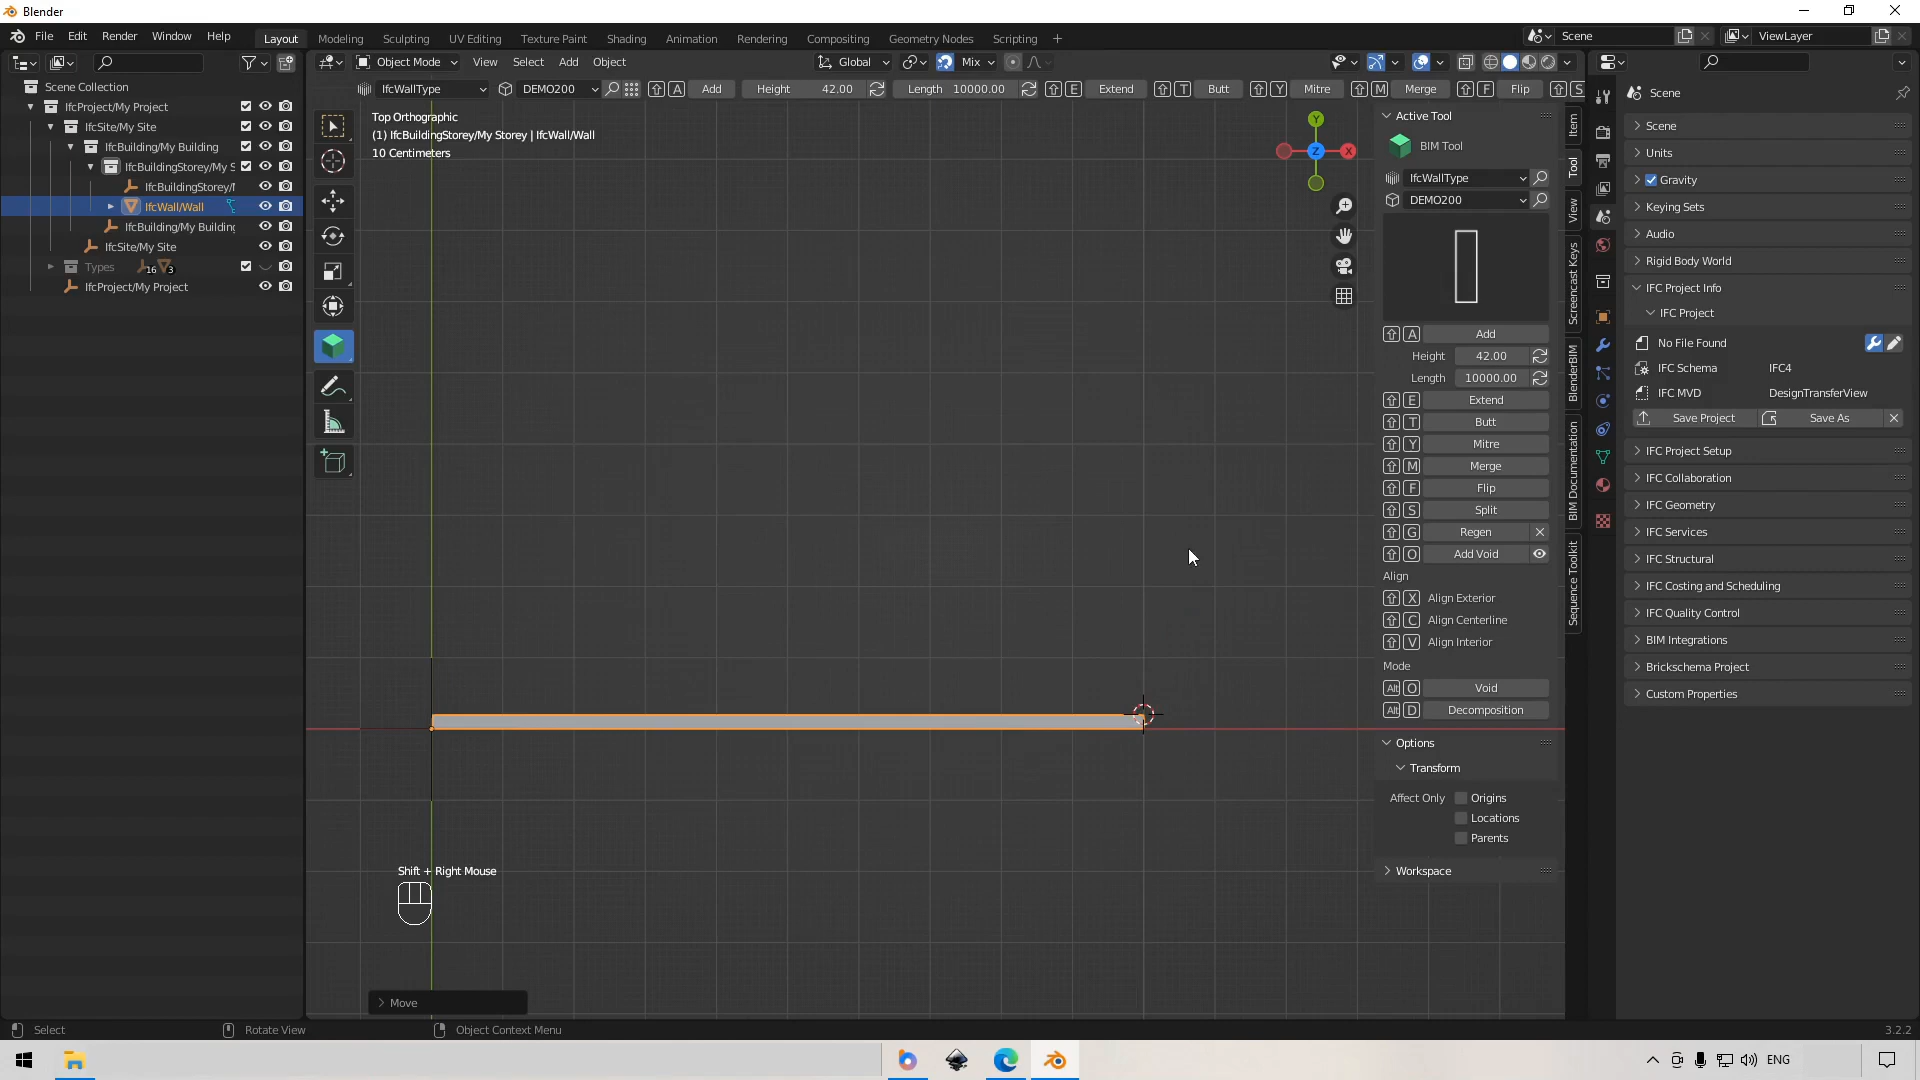 Blender
File Edit Render Window Help
Layout Modeling Sculpting UV Editing Texture Paint Shading Animation Rendering Compositing Geometry Nodes Scripting +
Scene
ViewLayer
Object Mode View Select Add Object
Global
Mix
IfcWallType
DEMO200
A Add
Height 42.00
Length 10000.00
E Extend
T Butt
Y Mitre
M Merge
F Flip
S
Scene Collection
IfcProject/My Project
IfcSite/My Site
IfcBuilding/My Building
IfcBuildingStorey/My S
IfcBuildingStorey/I
IfcWall/Wall
IfcBuilding/My Building
IfcSite/My Site
Types
16
3
IfcProject/My Project
Top Orthographic
(1) IfcBuildingStorey/My Storey | IfcWall/Wall
10 Centimeters
Y
Z
X
Shift + Right Mouse
Move
Active Tool
BIM Tool
IfcWallType
DEMO200
A Add
Height 42.00
Length 10000.00
E Extend
T Butt
Y Mitre
M Merge
F Flip
S Split
G Regen
O Add Void
Align
X Align Exterior
C Align Centerline
V Align Interior
Mode
Alt O Void
Alt D Decomposition
Options
Transform
Affect Only Origins
Locations
Parents
Workspace
Item
Tool
View
Screencast Keys
BlenderBIM
BIM Documentation
Sequence Toolkit
Scene
Scene
Units
Gravity
Keying Sets
Audio
Rigid Body World
IFC Project Info
IFC Project
No File Found
IFC Schema IFC4
IFC MVD DesignTransferView
Save Project Save As
IFC Project Setup
IFC Collaboration
IFC Geometry
IFC Services
IFC Structural
IFC Costing and Scheduling
IFC Quality Control
BIM Integrations
Brickschema Project
Custom Properties
Select Rotate View Object Context Menu 3.2.2
ENG